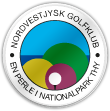 NORDVESTJYSK GOLFKLUB
EN PERLE I NATIONALPARK THY